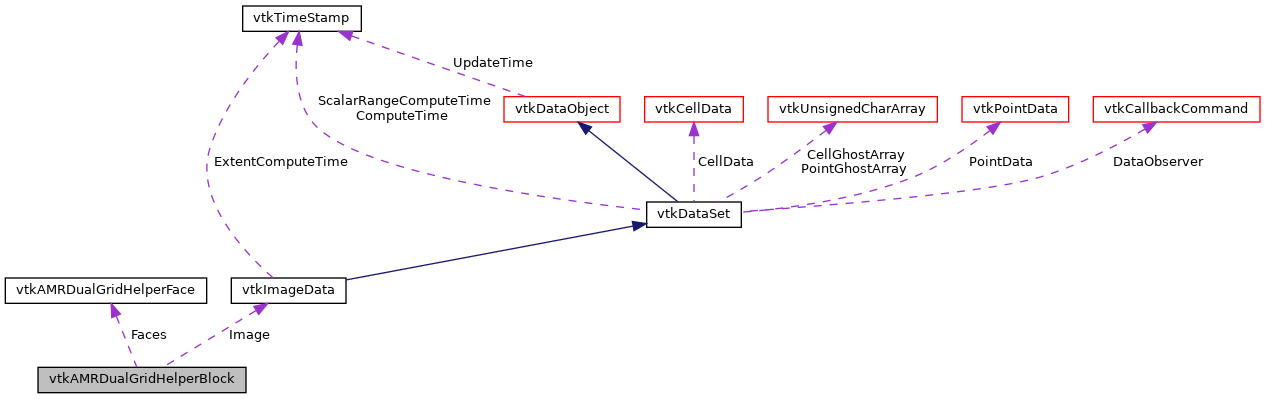 vtkTimeStamp
UpdateTime
ScalarRangeComputeTime
ComputeTime
vtkDataObject
vtkCellData
vtkUnsignedCharArray
vtkPointData
vtkCallbackCommand
ExtentComputeTime
CellData
CellGhostArray
PointGhostArray
PointData
DataObserver
vtkDataSet
vtkAMRDualGridHelperFace
vtkImageData
Faces
Image
vtkAMRDualGridHelperBlock